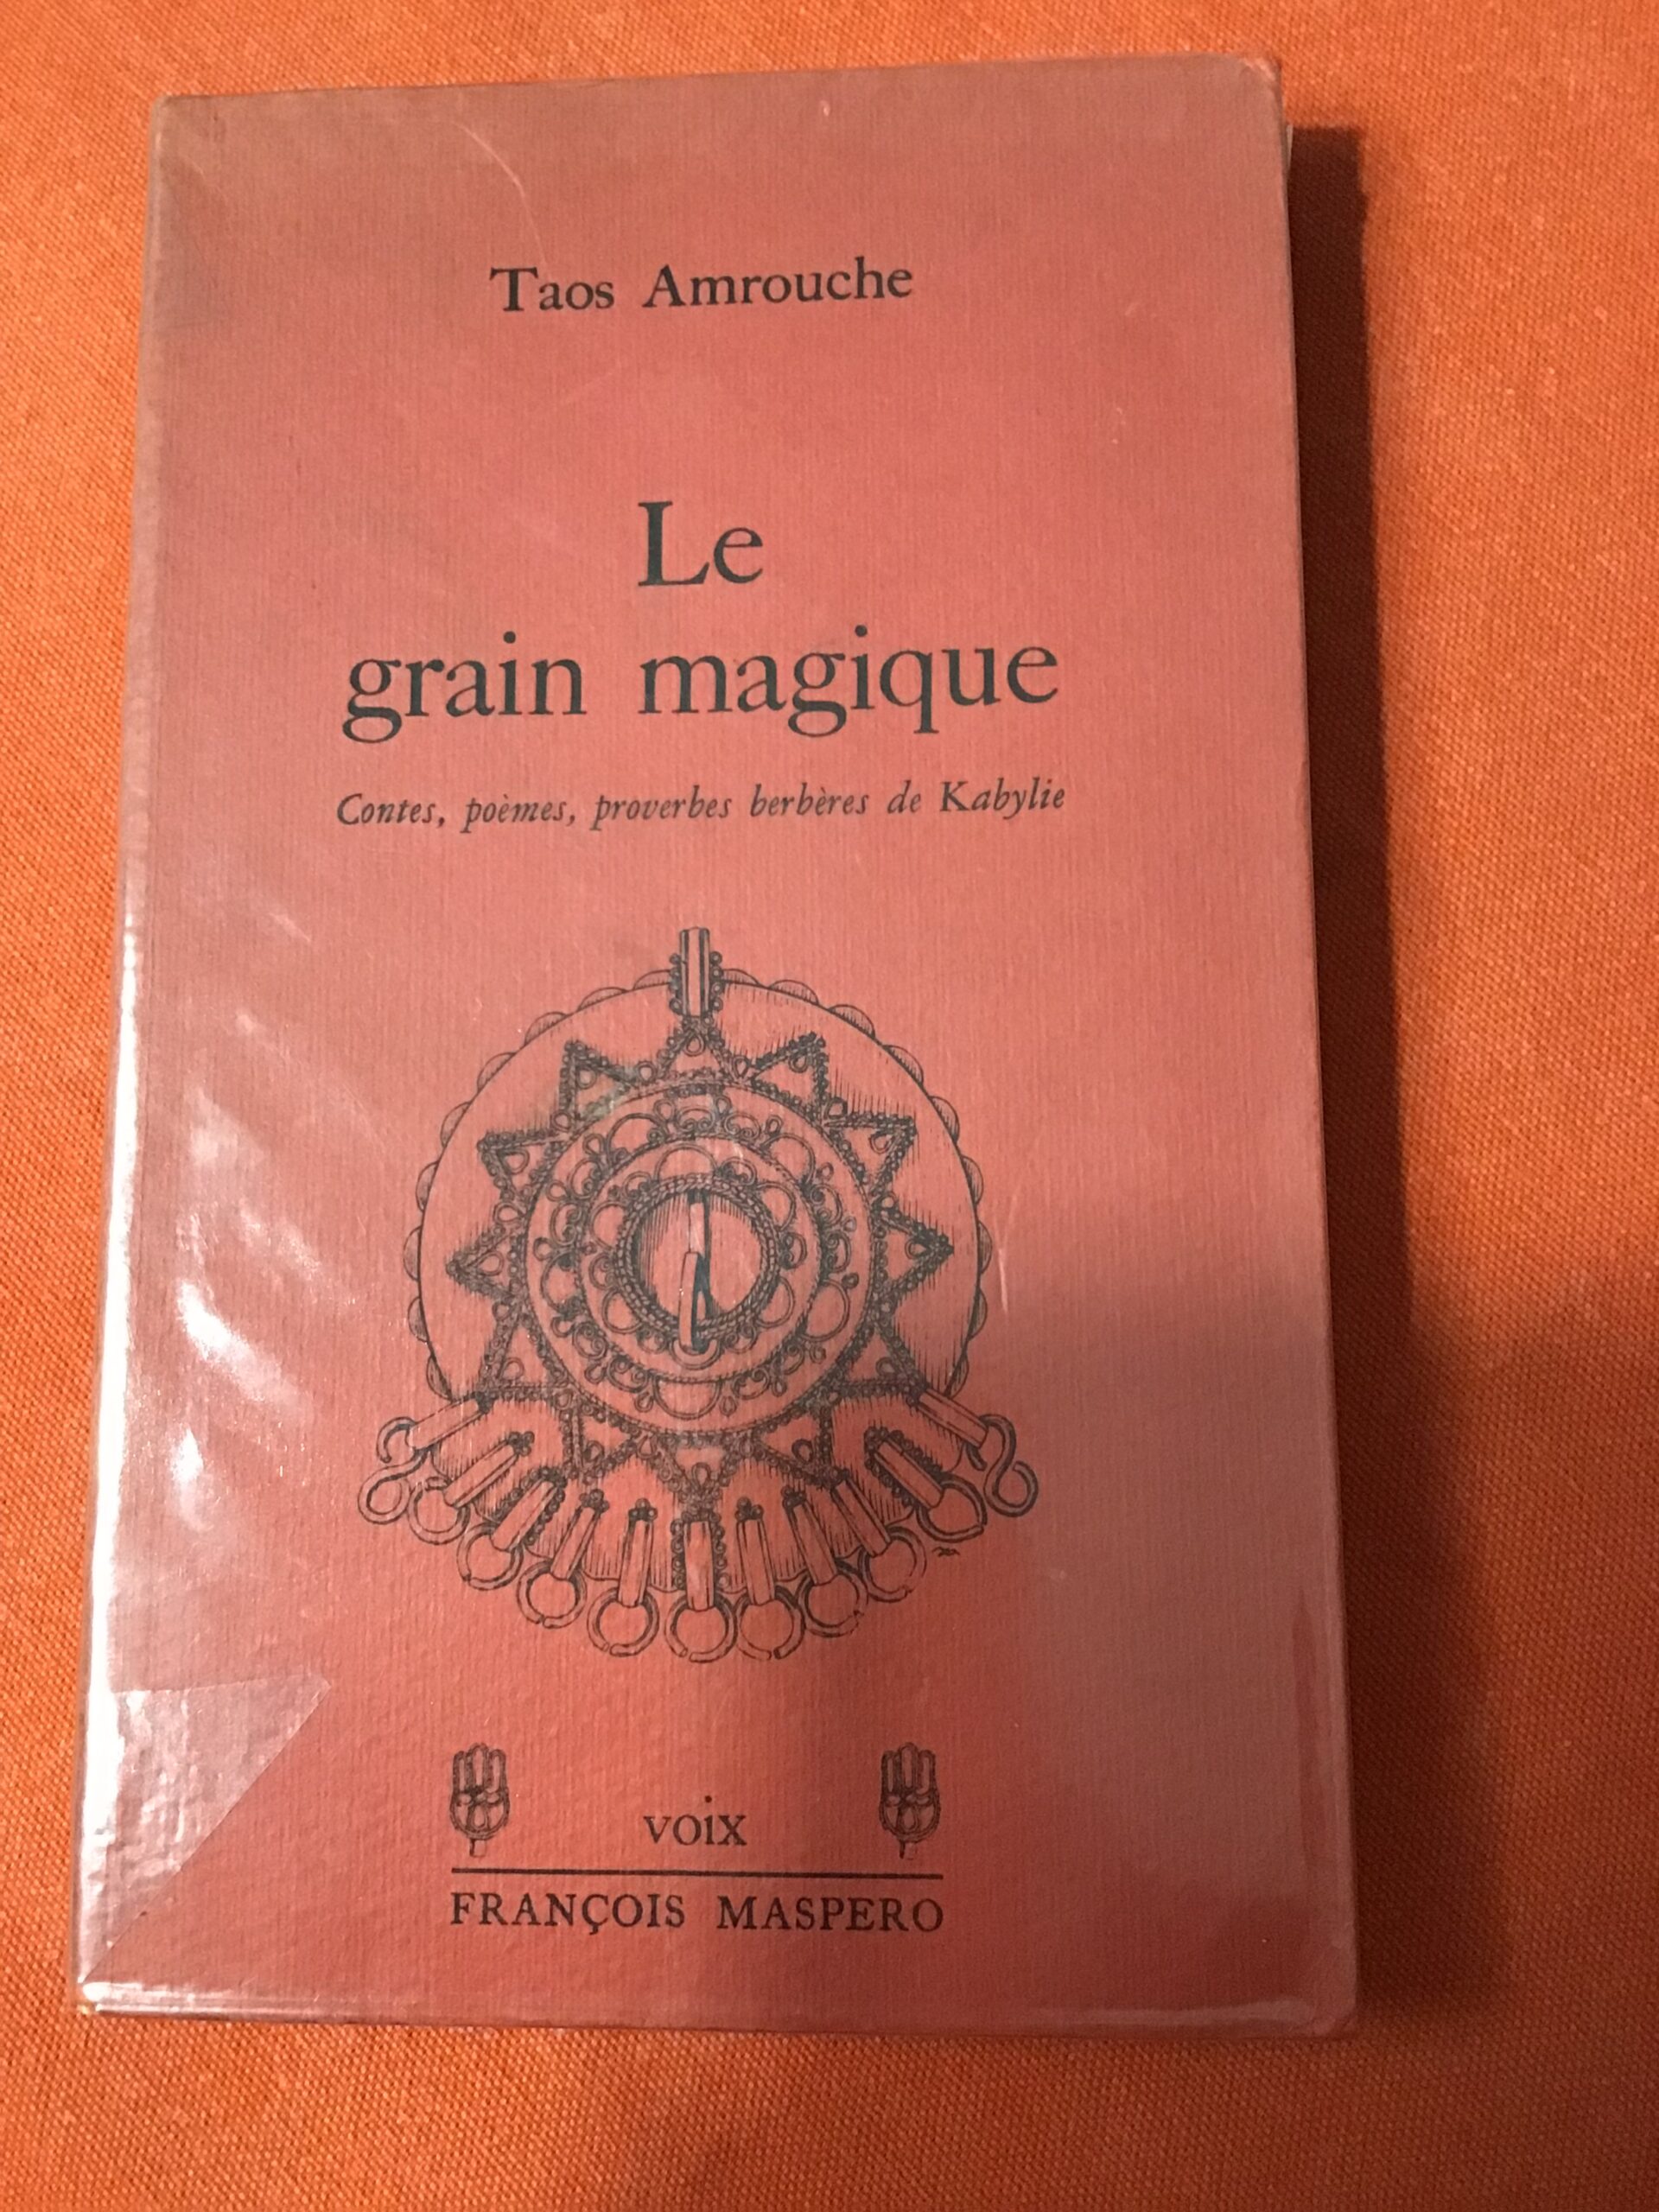 Taos Amrouche
Le
grain magique
Contes, poèmes, proverbes berbères de Kabylie
voix
FRANÇOIS MASPERO